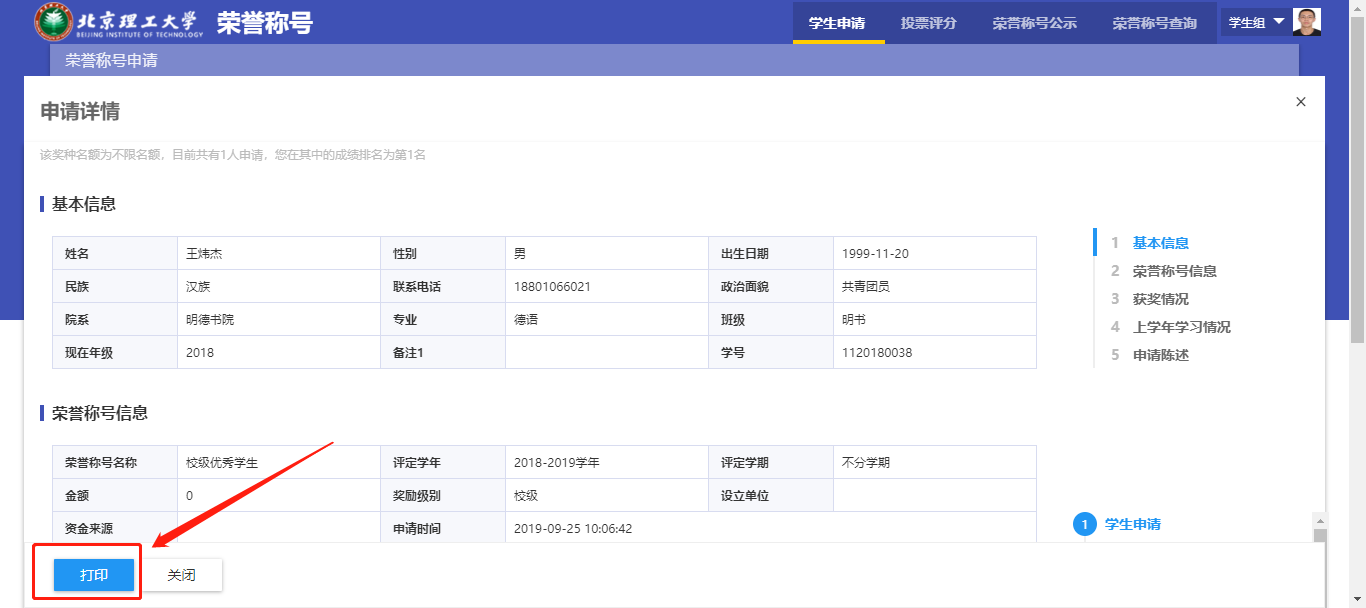 北京理工大学 荣誉称号 学生申请 投票评分 荣誉称号公示 荣誉称号查询 学生组
BEIJING INSTITUTE OF TECHNOLOGY
荣誉称号申请
申请详情 ×
该奖种名额为不限名额，目前共有1人申请，您在其中的成绩排名为第1名
基本信息
姓名 王炜杰 性别 男 出生日期 1999-11-20
民族 汉族 联系电话 18801066021 政治面貌 共青团员
院系 明德书院 专业 德语 班级 明书
现在年级 2018 备注1 学号 1120180038
1 基本信息
2 荣誉称号信息
3 获奖情况
4 上学年学习情况
5 申请陈述
荣誉称号信息
荣誉称号名称 校级优秀学生 评定学年 2018-2019学年 评定学期 不分学期
金额 0 奖励级别 校级 设立单位
资金来源 申请时间 2019-09-25 10:06:42
1 学生申请
打印 关闭